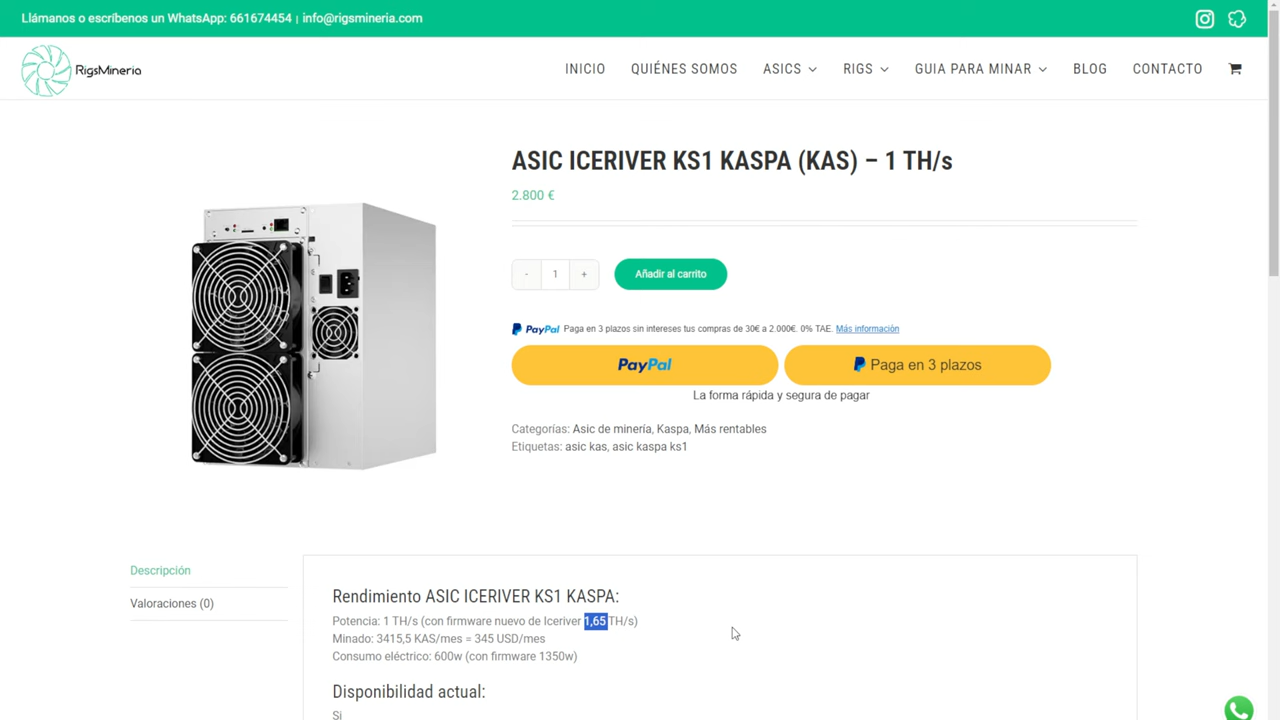 Llámanos o escríbenos un WhatsApp: 661674454 | info@rigsmineria.com
RigsMineria
INICIO QUIÉNES SOMOS ASICS RIGS GUIA PARA MINAR BLOG CONTACTO
ASIC ICERIVER KS1 KASPA (KAS) – 1 TH/s
2.800 €
- 1 + Añadir al carrito
PayPal Paga en 3 plazos sin intereses tus compras de 30€ a 2.000€. 0% TAE. Más información
PayPal Paga en 3 plazos
La forma rápida y segura de pagar
Categorías: Asic de minería, Kaspa, Más rentables
Etiquetas: asic kas, asic kaspa ks1
Descripción
Valoraciones (0)
Rendimiento ASIC ICERIVER KS1 KASPA:
Potencia: 1 TH/s (con firmware nuevo de Iceriver 1,65 TH/s)
Minado: 3415,5 KAS/mes = 345 USD/mes
Consumo eléctrico: 600w (con firmware 1350w)
Disponibilidad actual:
Si